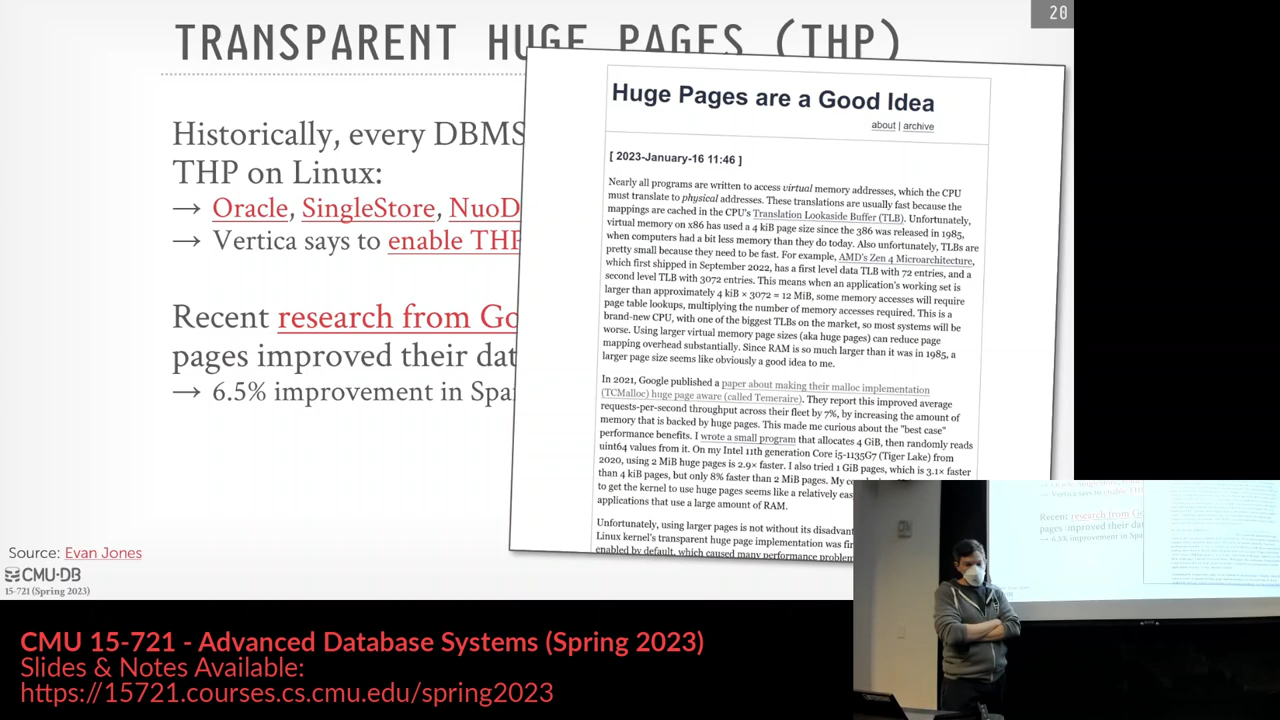 20
TRANSPARENT HUGE PAGES (THP)
Historically, every DBMS
THP on Linux:
→ Oracle, SingleStore, NuoD
→ Vertica says to enable THP
Recent research from Go
pages improved their dat
→ 6.5% improvement in Spa
Huge Pages are a Good Idea
about | archive
[ 2023-January-16 11:46 ]
Nearly all programs are written to access virtual memory addresses, which the CPU
must translate to physical addresses. These translations are usually fast because the
mappings are cached in the CPU's Translation Lookaside Buffer (TLB). Unfortunately,
virtual memory on x86 has used a 4 kiB page size since the 386 was released in 1985,
when computers had a bit less memory than they do today. Also unfortunately, TLBs are
pretty small because they need to be fast. For example, AMD's Zen 4 Microarchitecture,
which first shipped in September 2022, has a first level data TLB with 72 entries, and a
second level TLB with 3072 entries. This means when an application's working set is
larger than approximately 4 kiB × 3072 = 12 MiB, some memory accesses will require
page table lookups, multiplying the number of memory accesses required. This is a
brand-new CPU, with one of the biggest TLBs on the market, so most systems will be
worse. Using larger virtual memory page sizes (aka huge pages) can reduce page
mapping overhead substantially. Since RAM is so much larger than it was in 1985, a
larger page size seems like obviously a good idea to me.
In 2021, Google published a paper about making their malloc implementation
(TCMalloc) huge page aware (called Temeraire). They report this improved average
requests-per-second throughput across their fleet by 7%, by increasing the amount of
memory that is backed by huge pages. This made me curious about the "best case"
performance benefits. I wrote a small program that allocates 4 GiB, then randomly reads
uint64 values from it. On my Intel 11th generation Core i5-1135G7 (Tiger Lake) from
2020, using 2 MiB huge pages is 2.9× faster. I also tried 1 GiB pages, which is 3.1× faster
than 4 kiB pages, but only 8% faster than 2 MiB pages. My
to get the kernel to use huge pages seems like a relatively eas
applications that use a large amount of RAM.
Unfortunately, using larger pages is not without its disadvant
Linux kernel's transparent huge page implementation was fir
enabled by default, which caused many performance problem
Source: Evan Jones
CMU·DB
15-721 (Spring 2023)
Recent research from Go
pages improved their dat
→ 6.5% improvement in Spa
CMU 15-721 - Advanced Database Systems (Spring 2023)
Slides & Notes Available:
https://15721.courses.cs.cmu.edu/spring2023